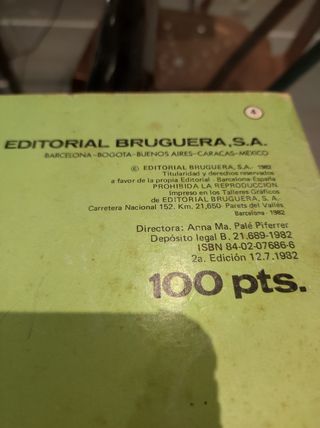 4
EDITORIAL BRUGUERA, S.A.
BARCELONA-BOGOTA-BUENOS AIRES-CARACAS-MÉXICO
© EDITORIAL BRUGUERA, S.A. 1982
Titularidad y derechos reservados
a favor de la propia Editorial · Barcelona-España
PROHIBIDA LA REPRODUCCION
Impreso en los Talleres Gráficos
de EDITORIAL BRUGUERA, S. A.
Carretera Nacional 152. Km. 21,650 · Parets del Vallés
Barcelona · 1982
Directora: Anna Ma. Palé Piferrer
Depósito legal B. 21.689-1982
ISBN 84-02-07686-6
2a. Edición 12.7.1982
100 pts.